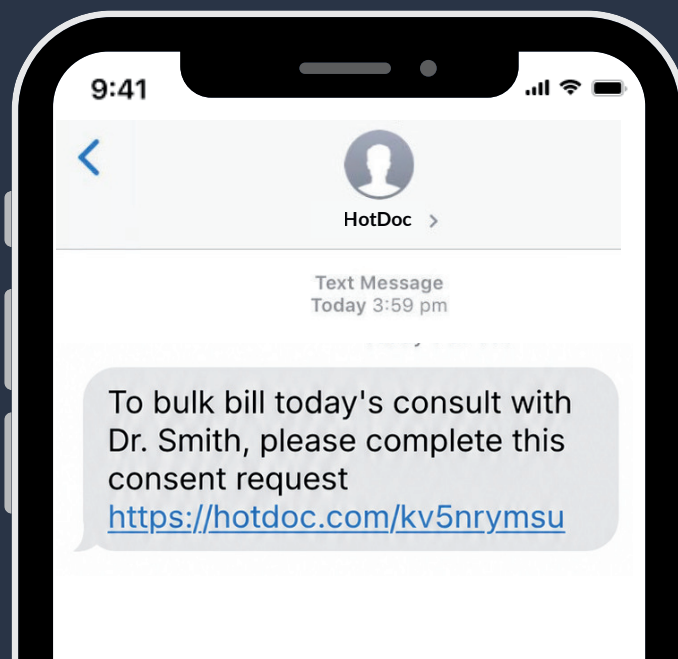 9:41
HotDoc
Text Message
Today 3:59 pm
To bulk bill today's consult with
Dr. Smith, please complete this
consent request
https://hotdoc.com/kv5nrymsu